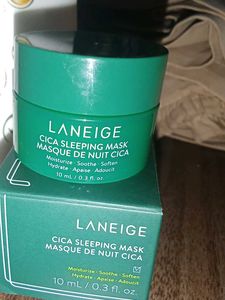 LANEIGE
CICA SLEEPING MASK
MASQUE DE NUIT CICA
Moisturize · Soothe · Soften
Hydrate · Apaise · Adoucit
10 mL / 0.3 fl. oz.
LANEIGE
CICA SLEEPING MASK
MASQUE DE NUIT CICA
Moisturize · Soothe · Soften
Hydrate · Apaise · Adoucit
10 mL / 0.3 fl. oz.